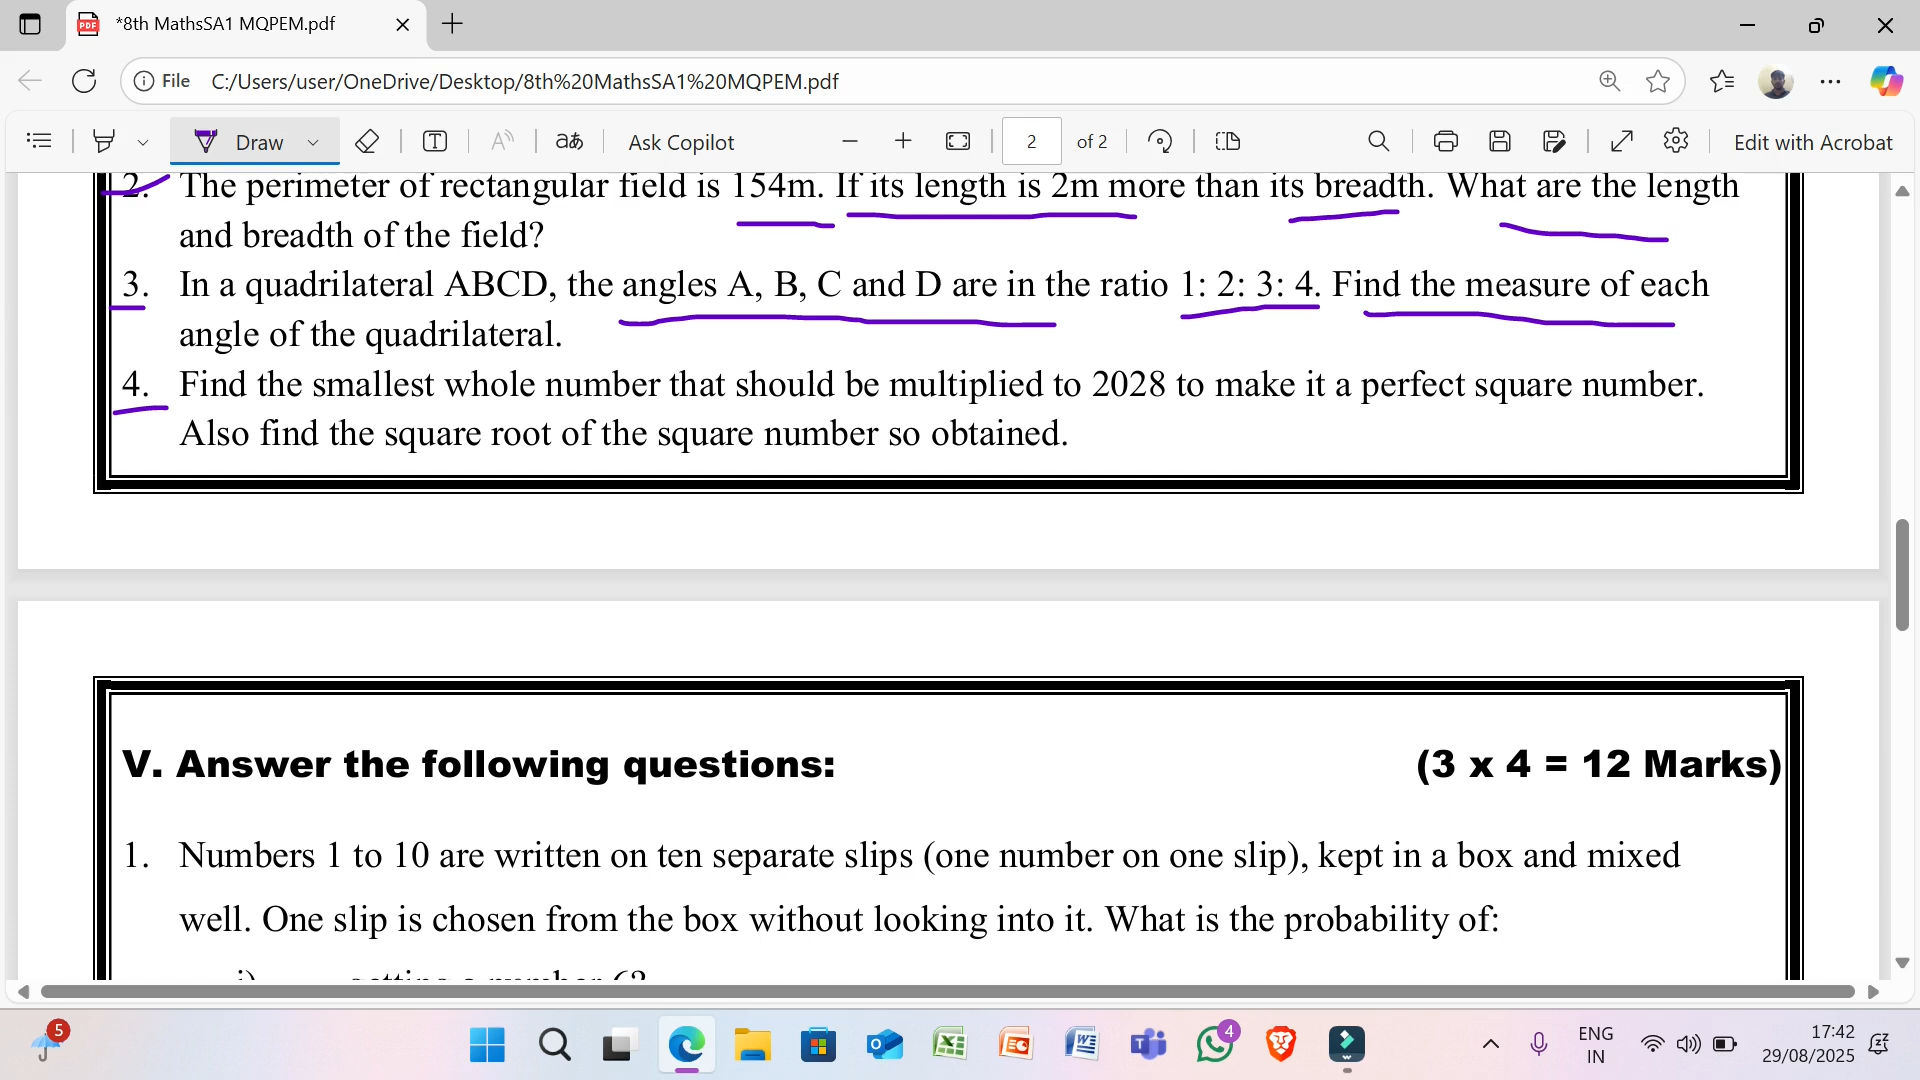 *8th MathsSA1 MQPEM.pdf
File C:/Users/user/OneDrive/Desktop/8th%20MathsSA1%20MQPEM.pdf
Draw
Ask Copilot
2 of 2
Edit with Acrobat
2. The perimeter of rectangular field is 154m. If its length is 2m more than its breadth. What are the length
and breadth of the field?
3. In a quadrilateral ABCD, the angles A, B, C and D are in the ratio 1: 2: 3: 4. Find the measure of each
angle of the quadrilateral.
4. Find the smallest whole number that should be multiplied to 2028 to make it a perfect square number.
Also find the square root of the square number so obtained.
V. Answer the following questions: (3 x 4 = 12 Marks)
1. Numbers 1 to 10 are written on ten separate slips (one number on one slip), kept in a box and mixed
well. One slip is chosen from the box without looking into it. What is the probability of:
i) getting a number 6?
5
4
ENG
IN
17:42
29/08/2025